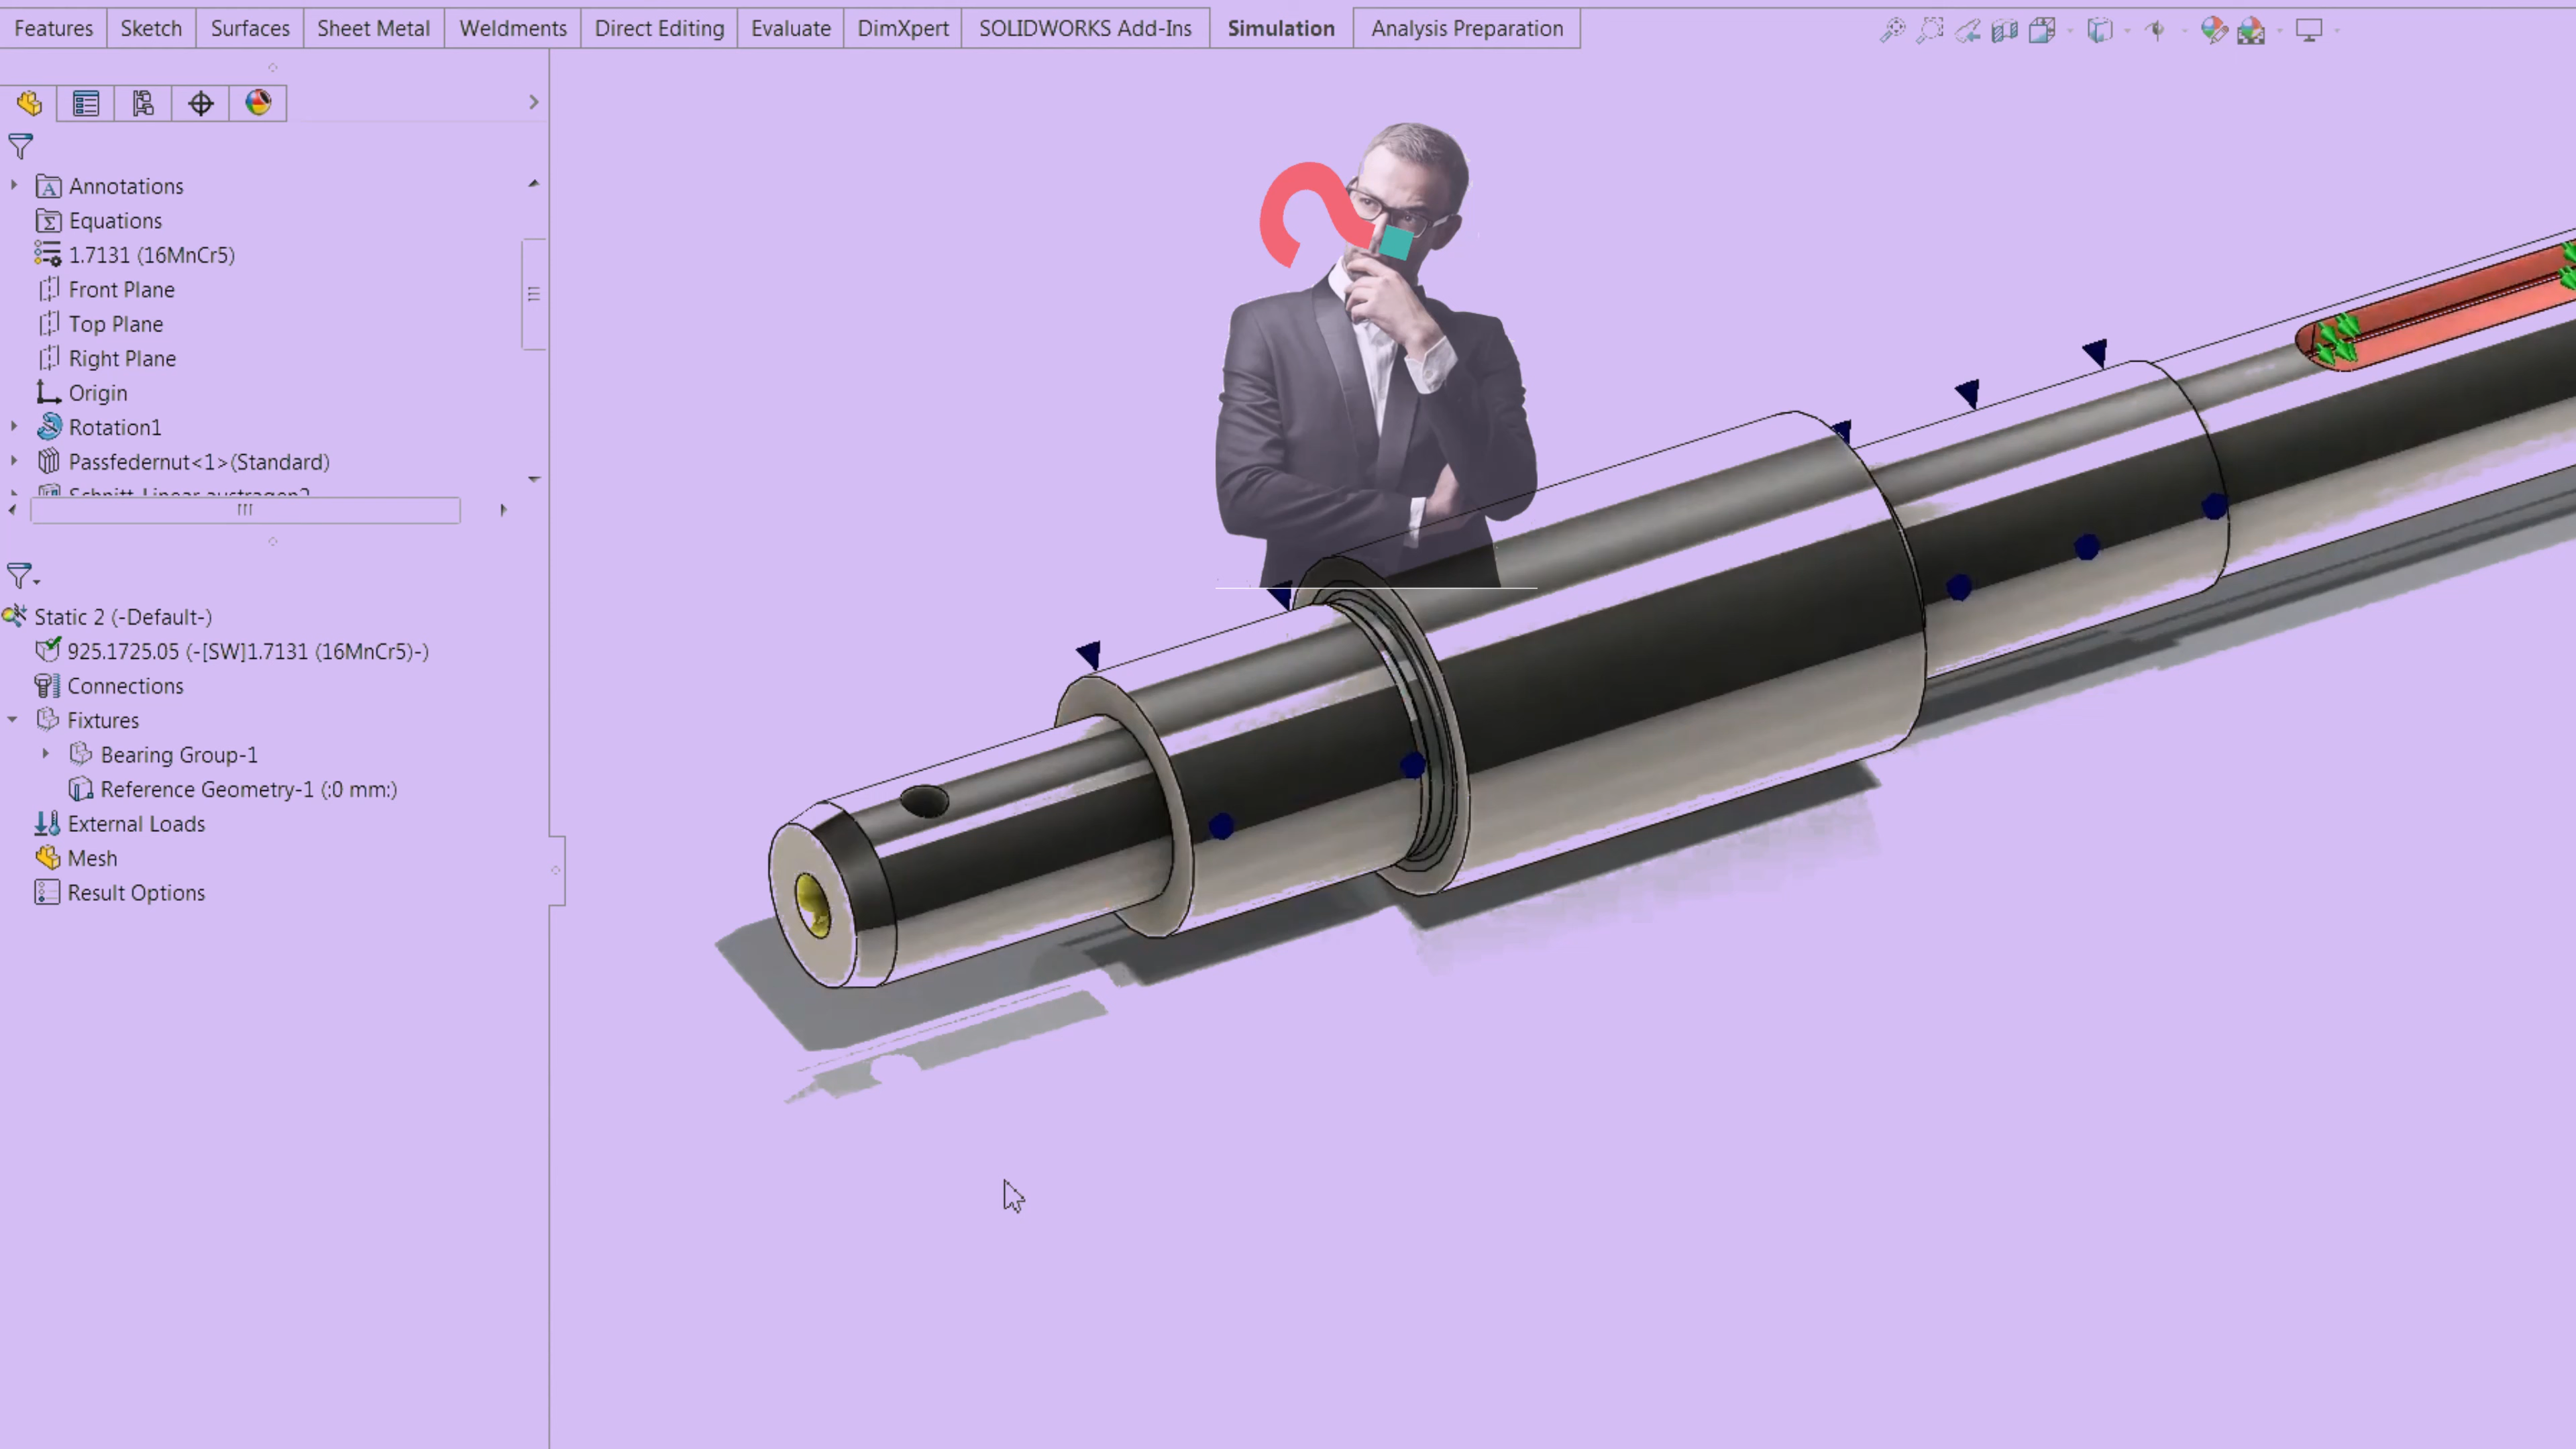 Features Sketch Surfaces Sheet Metal Weldments Direct Editing Evaluate DimXpert SOLIDWORKS Add-Ins Simulation Analysis Preparation
Annotations
Equations
1.7131 (16MnCr5)
Front Plane
Top Plane
Right Plane
Origin
Rotation1
Passfedernut<1>(Standard)
Schnitt-Linear austragen2
Static 2 (-Default-)
925.1725.05 (-[SW]1.7131 (16MnCr5)-)
Connections
Fixtures
Bearing Group-1
Reference Geometry-1 (:0 mm:)
External Loads
Mesh
Result Options
?